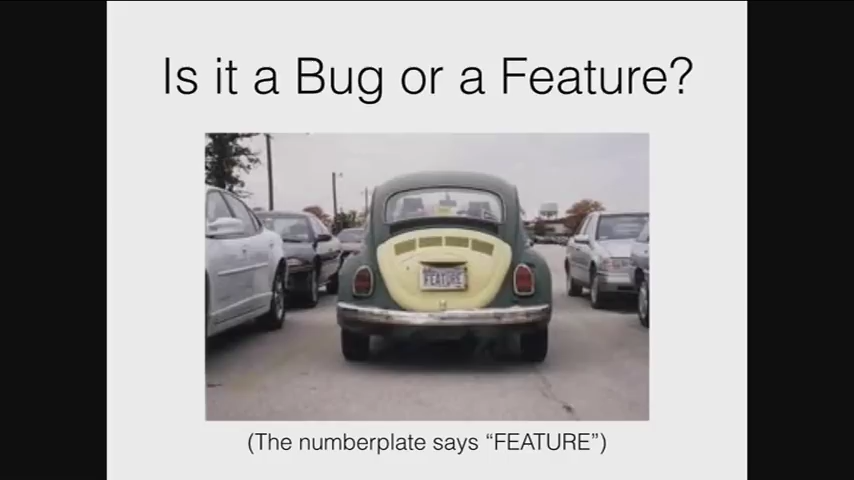 Is it a Bug or a Feature?
FEATURE
(The numberplate says “FEATURE”)